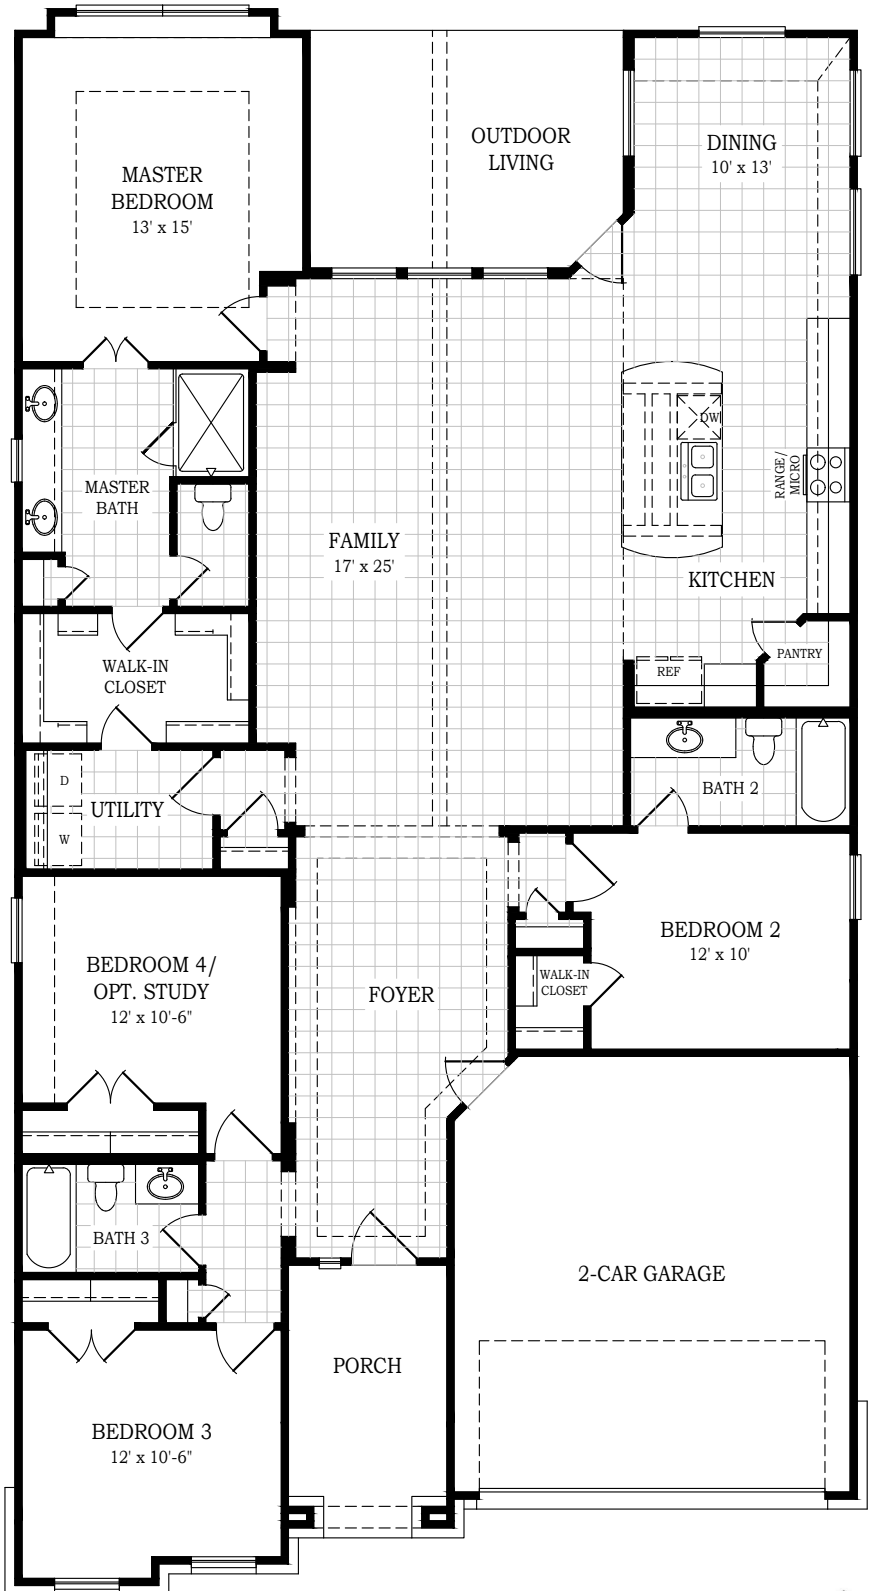 OUTDOOR
LIVING
DINING
10' x 13'
MASTER
BEDROOM
13' x 15'
DW
RANGE/
MICRO
MASTER
BATH
FAMILY
17' x 25'
KITCHEN
WALK-IN
CLOSET
PANTRY
REF
D
UTILITY
W
BATH 2
BEDROOM 2
12' x 10'
BEDROOM 4/
OPT. STUDY
12' x 10'-6"
WALK-IN
CLOSET
FOYER
BATH 3
2-CAR GARAGE
PORCH
BEDROOM 3
12' x 10'-6"